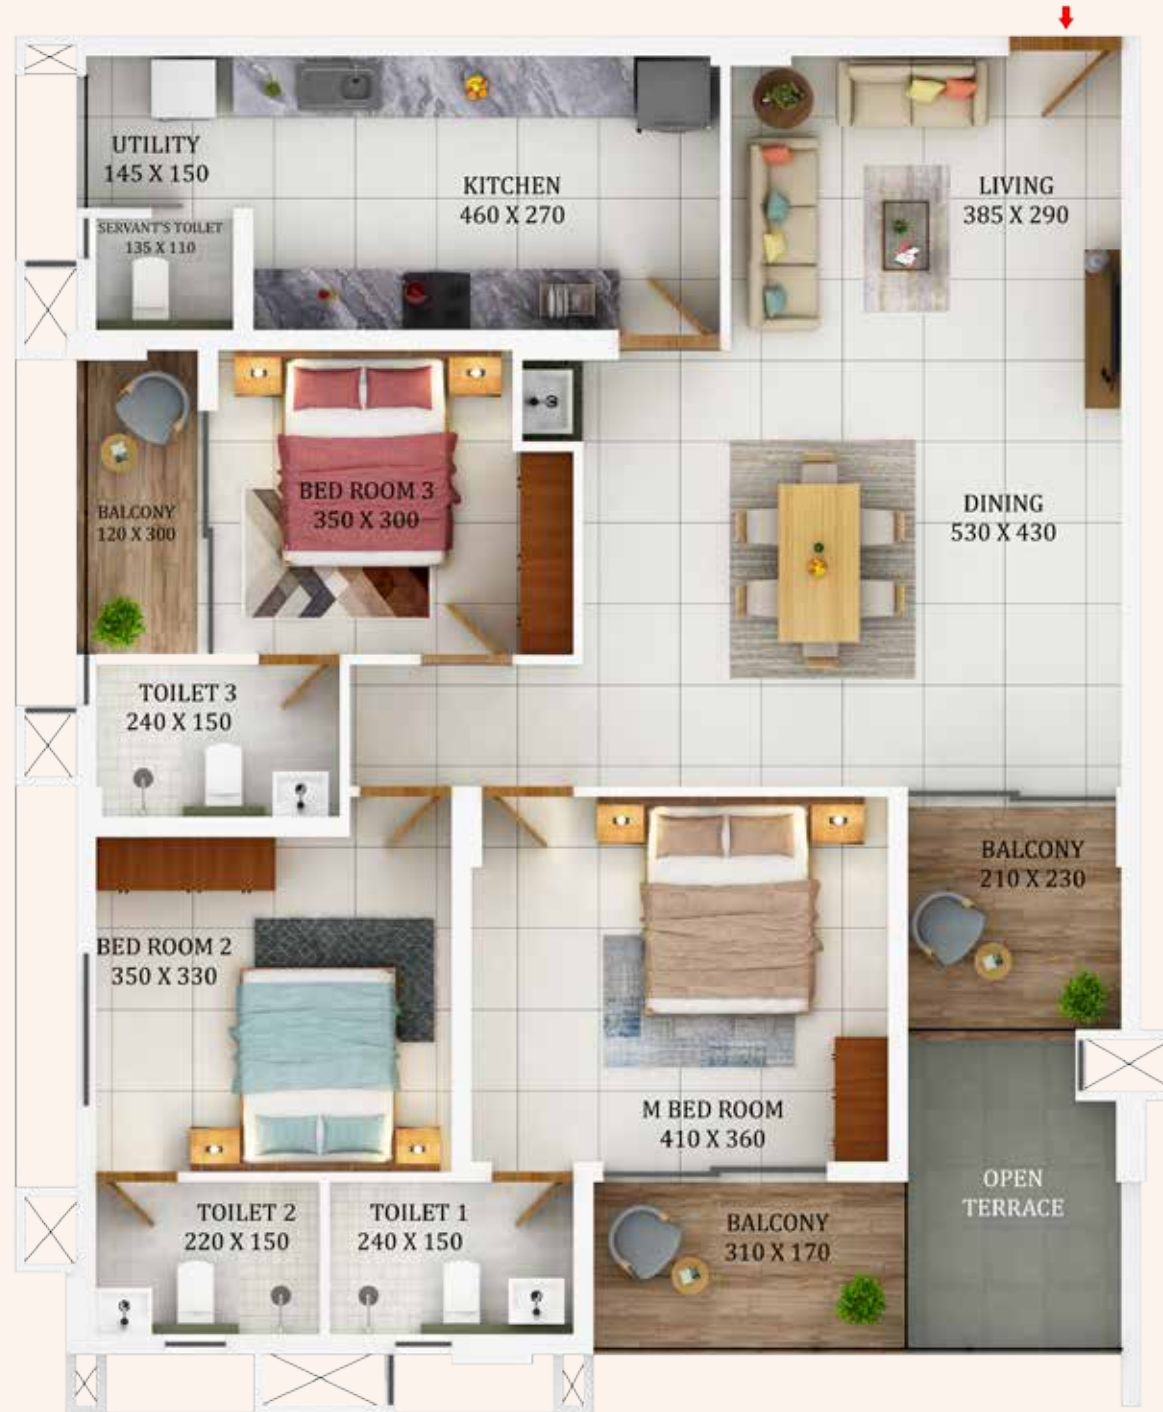 UTILITY
145 X 150
KITCHEN
460 X 270
LIVING
385 X 290
SERVANT'S TOILET
135 X 110
BED ROOM 3
350 X 300
BALCONY
120 X 300
DINING
530 X 430
TOILET 3
240 X 150
BALCONY
210 X 230
BED ROOM 2
350 X 330
M BED ROOM
410 X 360
OPEN
TERRACE
TOILET 2
220 X 150
TOILET 1
240 X 150
BALCONY
310 X 170